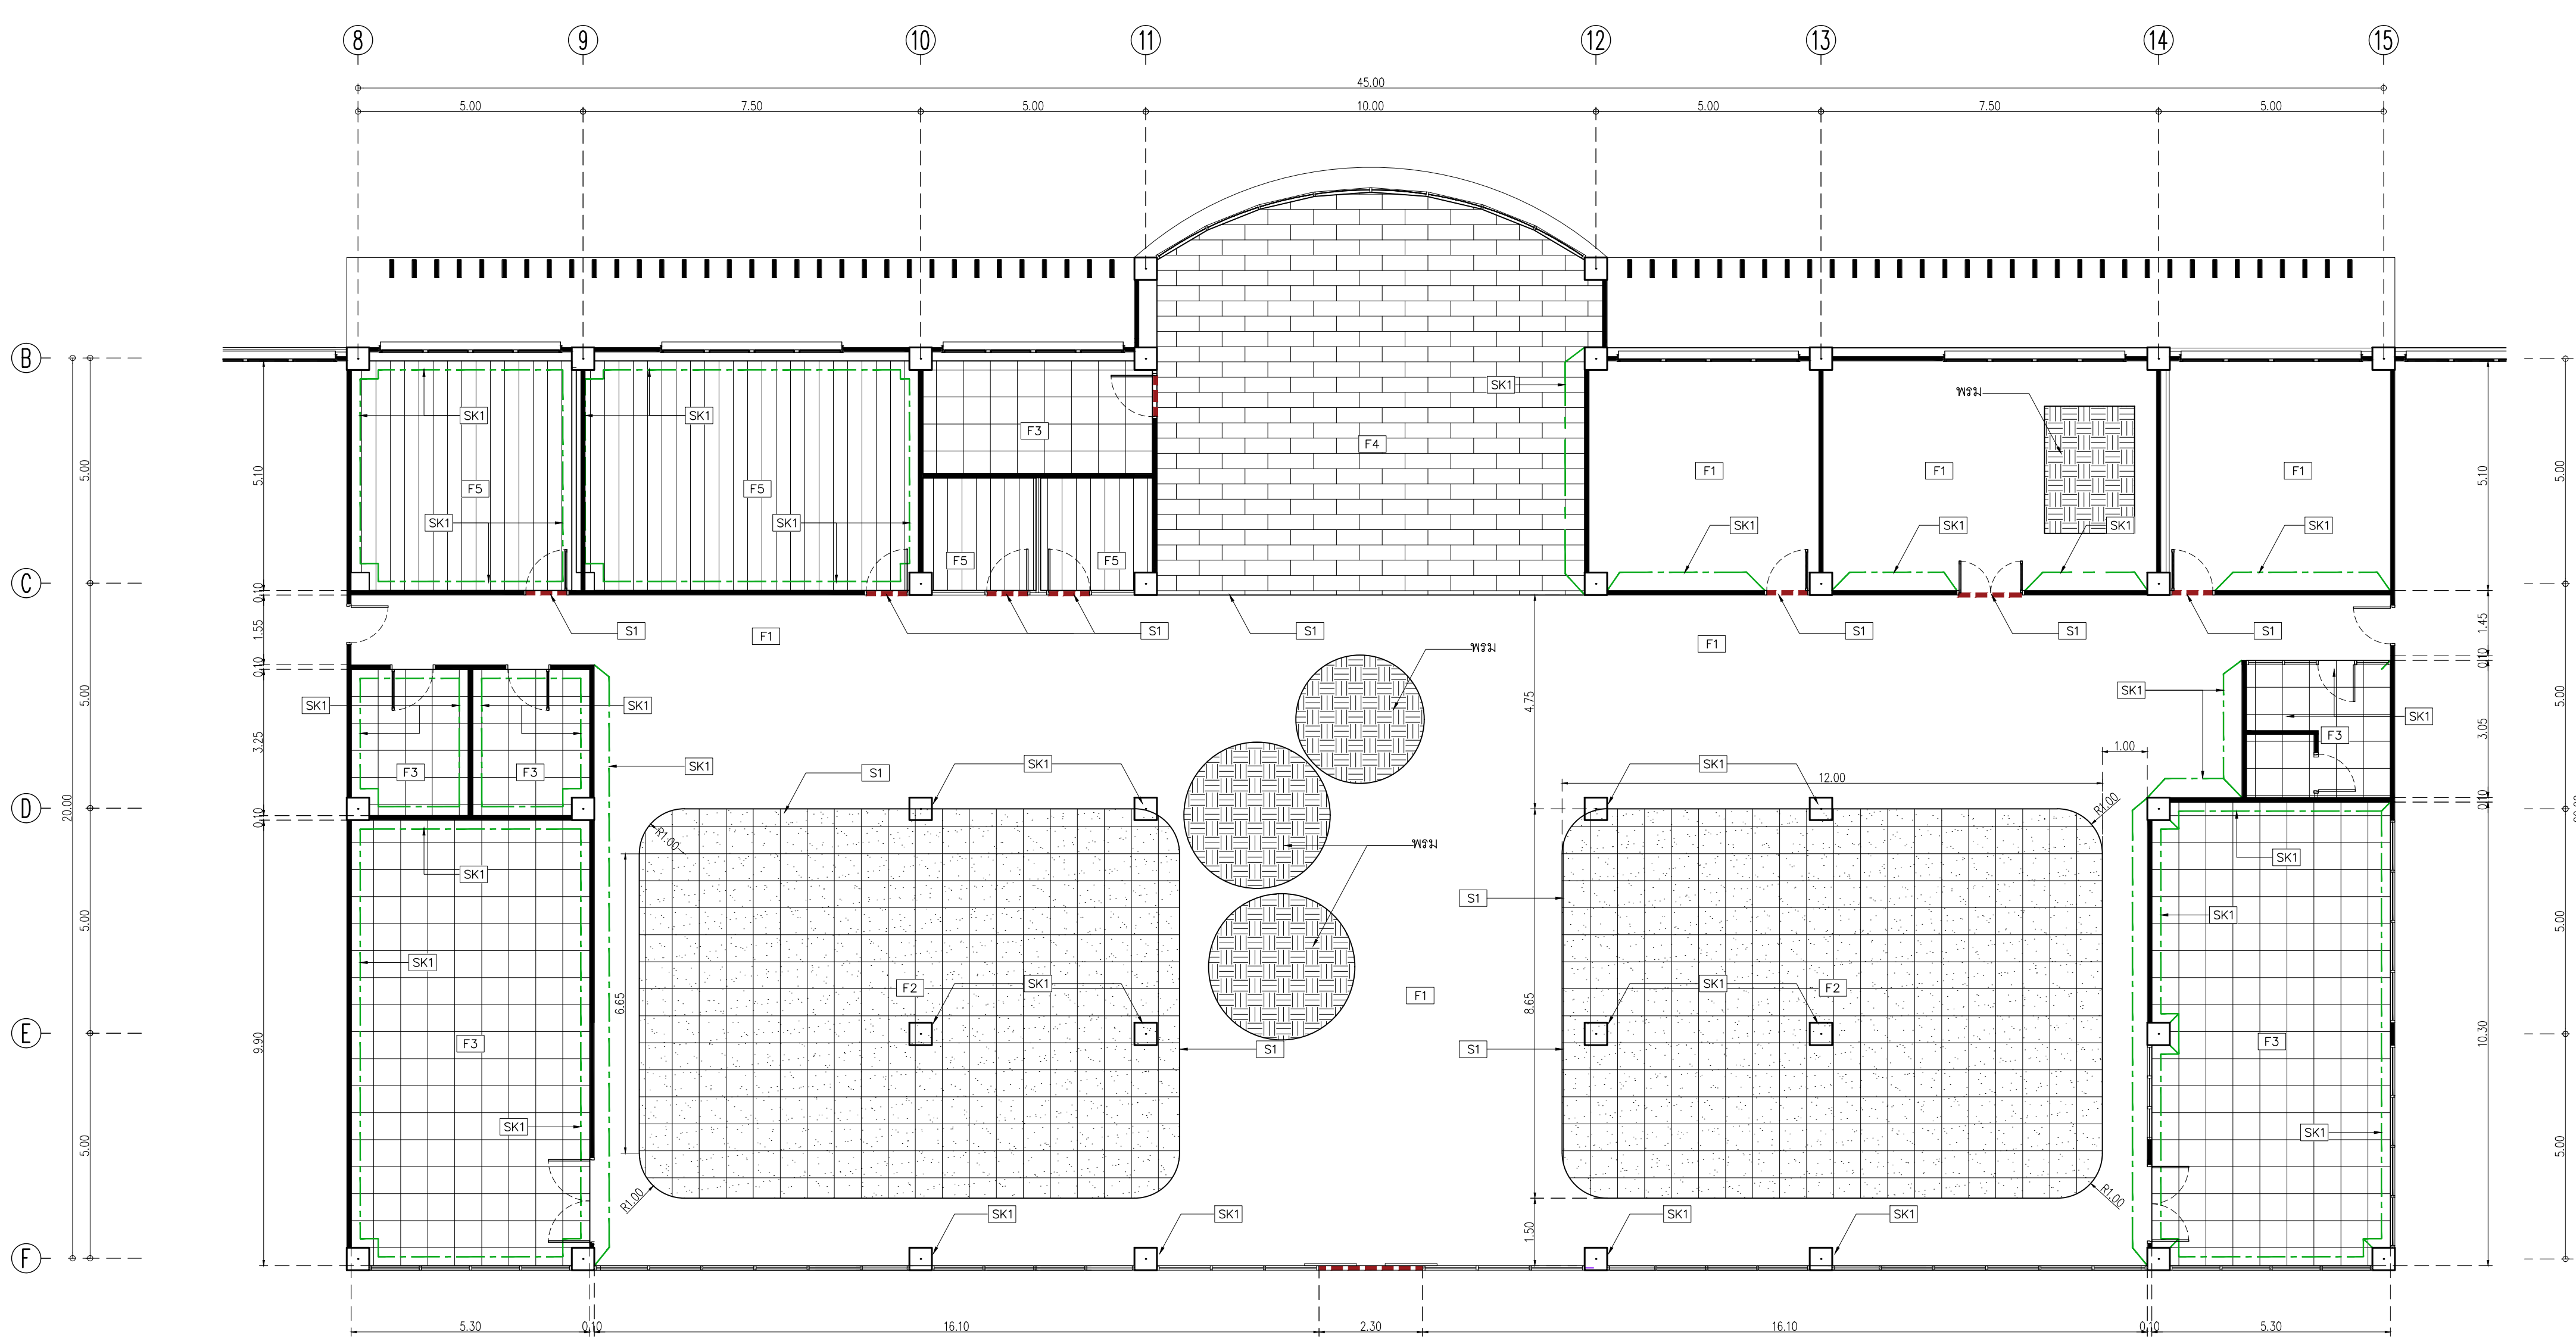 8 9 10 11 12 13 14 15
45.00
5.00 7.50 5.00 10.00 5.00 7.50 5.00
B
SK1 SK1 SK1
พรม
F3 F4
5.00 5.10 F1 F1 F1 5.10 5.00
F5 F5
SK1 SK1 SK1 SK1 SK1 SK1
F5 F5
C
0.10
S1 S1 S1 S1 S1 S1
1.55 F1 F1 1.45
พรม
0.10 0.10
SK1
5.00 SK1 SK1 4.75 5.00
SK1
3.25 F3 3.05
1.00
SK1 SK1 SK1
F3 F3 S1 12.00
D
20.00
0.10 R1.00 R1.00 0.10
พรม
SK1 SK1
S1 SK1
5.00 5.00
SK1
F2 SK1 SK1 F2
6.65 F1 8.65
E
9.90 F3 F3 10.30
S1 S1
SK1 SK1
5.00 5.00
R1.00 R1.00
SK1 SK1 SK1 SK1
1.50
F
5.30 0.10 16.10 2.30 16.10 0.10 5.30